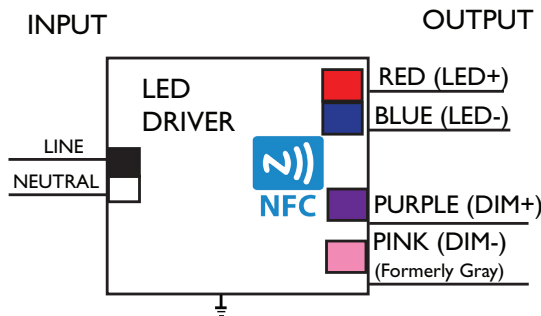 INPUT
OUTPUT
LED
DRIVER
RED (LED+)
BLUE (LED-)
LINE
NEUTRAL
NFC
PURPLE (DIM+)
PINK (DIM-)
(Formerly Gray)